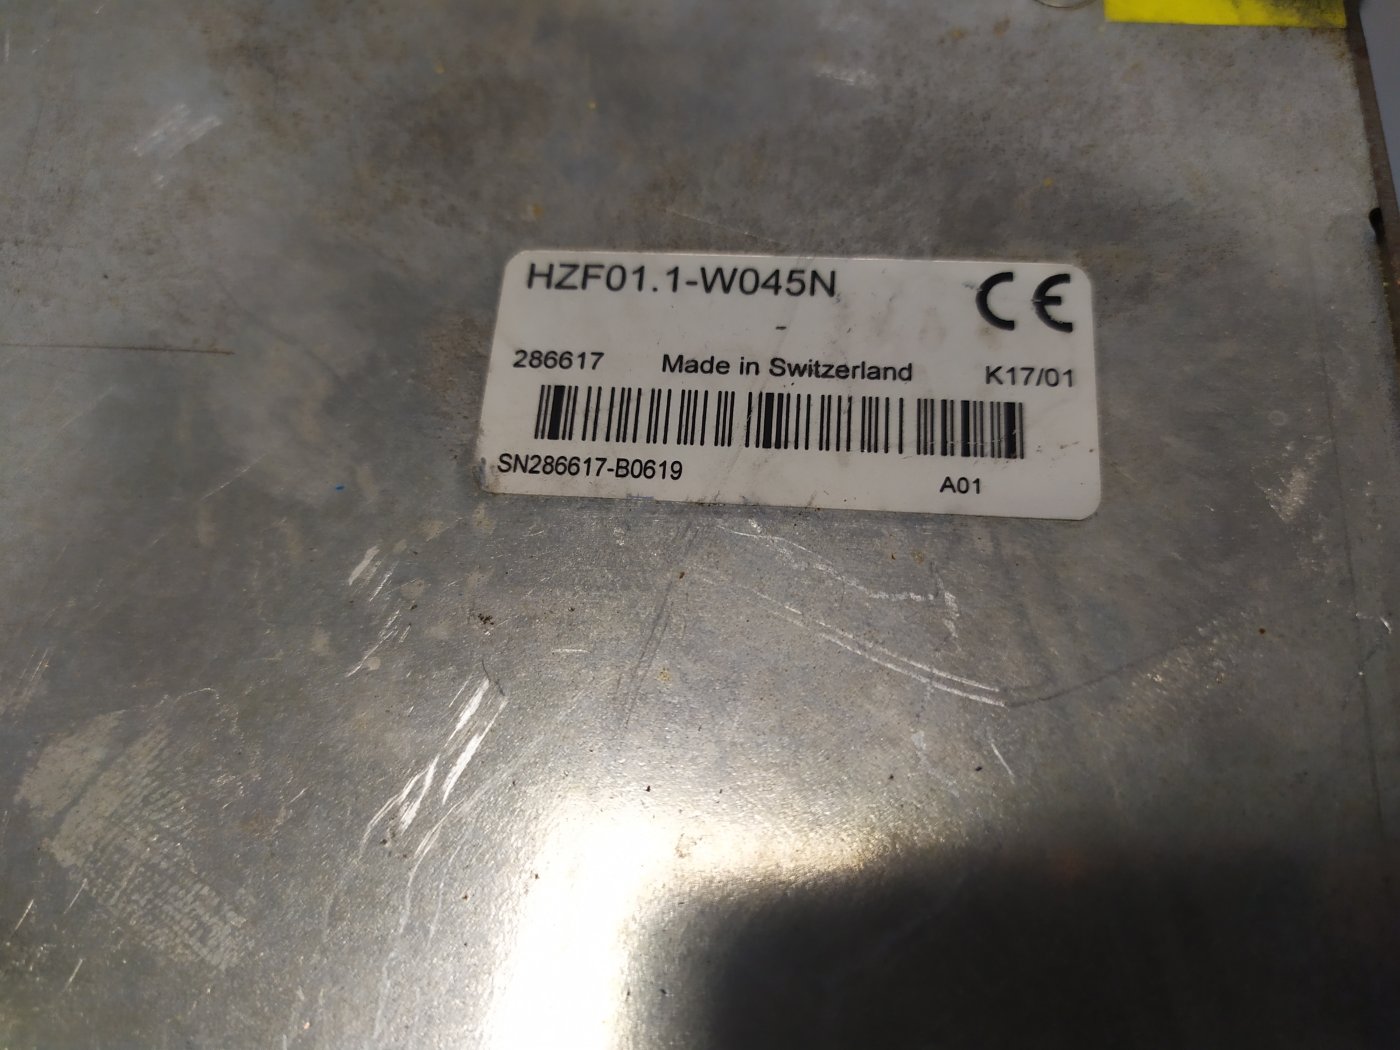 HZF01.1-W045N
CE
-
286617 Made in Switzerland K17/01
SN286617-B0619 A01